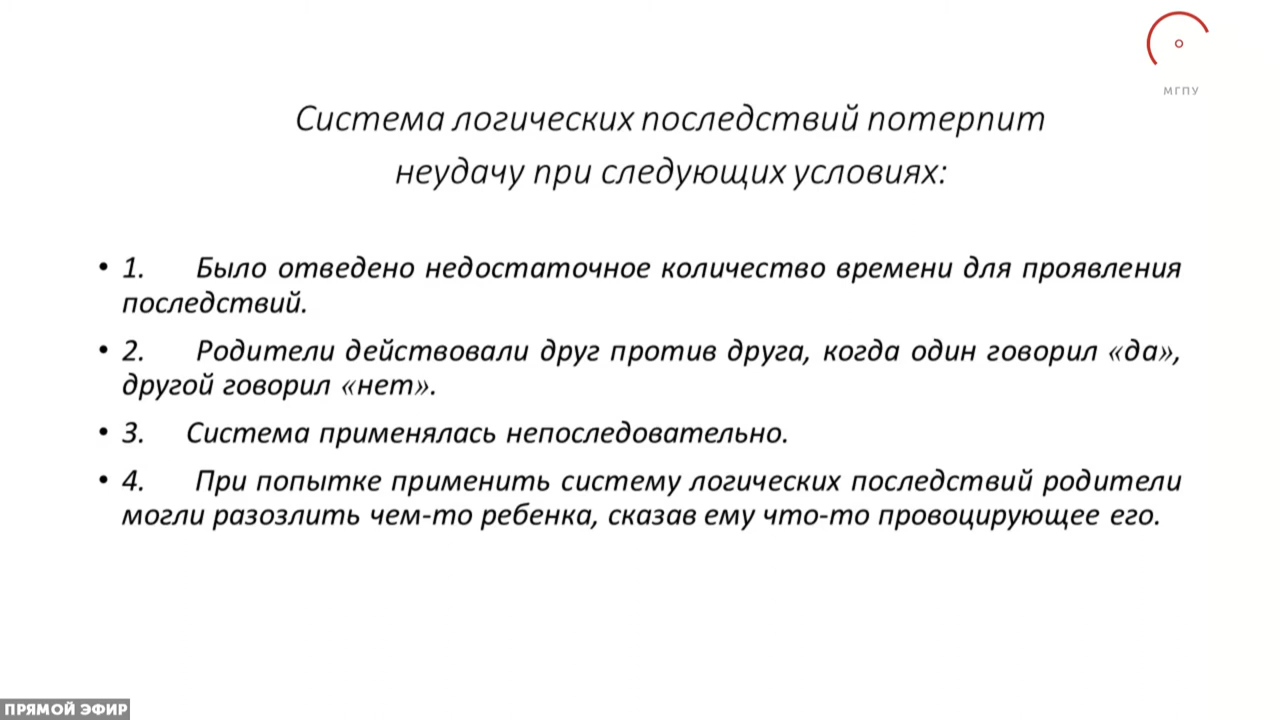 МГПУ
Система логических последствий потерпит
неудачу при следующих условиях:
• 1. Было отведено недостаточное количество времени для проявления
последствий.
• 2. Родители действовали друг против друга, когда один говорил «да»,
другой говорил «нет».
• 3. Система применялась непоследовательно.
• 4. При попытке применить систему логических последствий родители
могли разозлить чем-то ребенка, сказав ему что-то провоцирующее его.
ПРЯМОЙ ЭФИР